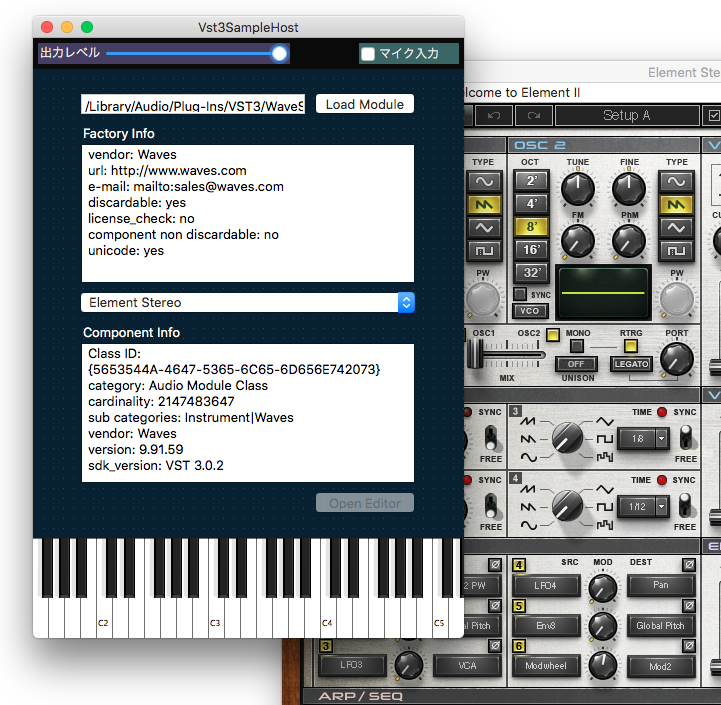 Vst3SampleHost
出力レベル
マイク入力
/Library/Audio/Plug-Ins/VST3/Wave
Load Module
Factory Info
vendor: Waves
url: http://www.waves.com
e-mail: mailto:sales@waves.com
discardable: yes
license_check: no
component non discardable: no
unicode: yes
Element Stereo
Component Info
Class ID:
{5653544A-4647-5365-6C65-6D656E742073}
category: Audio Module Class
cardinality: 2147483647
sub categories: Instrument|Waves
vendor: Waves
version: 9.91.59
sdk_version: VST 3.0.2
Open Editor
C2
C3
C4
C5
Element Ste
lcome to Element II
Setup A
TYPE
OSC 2
OCT
TUNE
FINE
TYPE
2'
4'
8'
16'
32'
FM
PhM
PW
SYNC
VCO
PW
OSC1
OSC2
MONO
RTRG
PORT
MIX
OFF
UNISON
LEGATO
SYNC
3
TIME
SYNC
1/8
FREE
FREE
SYNC
4
TIME
SYNC
1/12
FREE
FREE
4
SRC
MOD
DEST
2 PW
LFO4
Pan
5
al Pitch
Env3
Global Pitch
3
6
LFO3
VCA
Modwheel
Mod2
ARP/SEQ